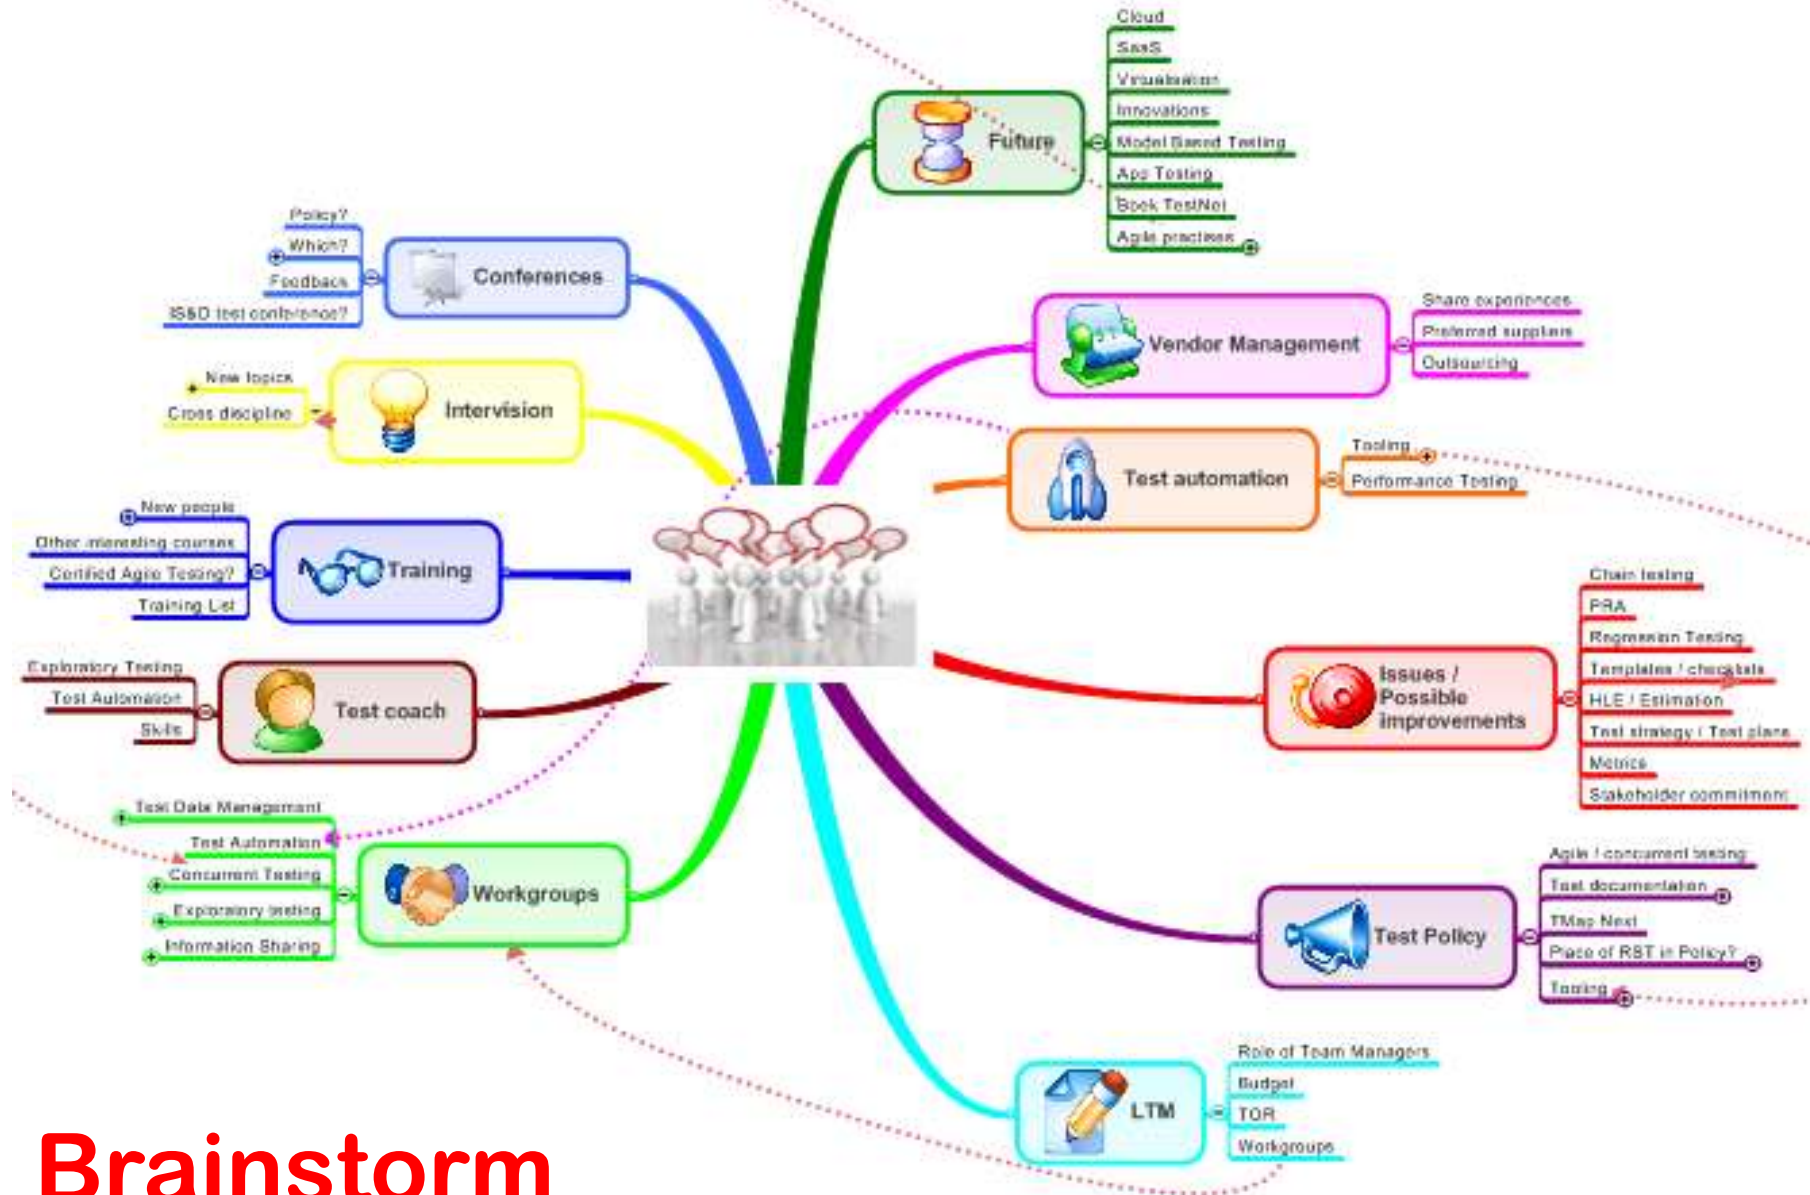 Cloud
SaaS
Virtualisation
Innovations
Model Based Testing
App Testing
Book TestNet
Agile practises
Future
Policy?
Which?
Feedback
IS&D test conference?
Conferences
Share experiences
Preferred suppliers
Outsourcing
Vendor Management
New topics
Cross discipline
Intervision
Tooling
Performance Testing
Test automation
New people
Other interesting courses
Certified Agile Testing?
Training List
Training
Chain testing
PRA
Regression Testing
Templates / checklists
HLE / Estimation
Test strategy / Test plans
Metrics
Stakeholder commitment
Issues /
Possible
improvements
Exploratory Testing
Test Automation
Skills
Test coach
Test Data Management
Test Automation
Concurrent Testing
Exploratory testing
Information Sharing
Workgroups
Agile / concurrent testing
Test documentation
TMap Next
Place of RST in Policy?
Tooling
Test Policy
Role of Team Managers
Budget
TOR
Workgroups
LTM
Brainstorm